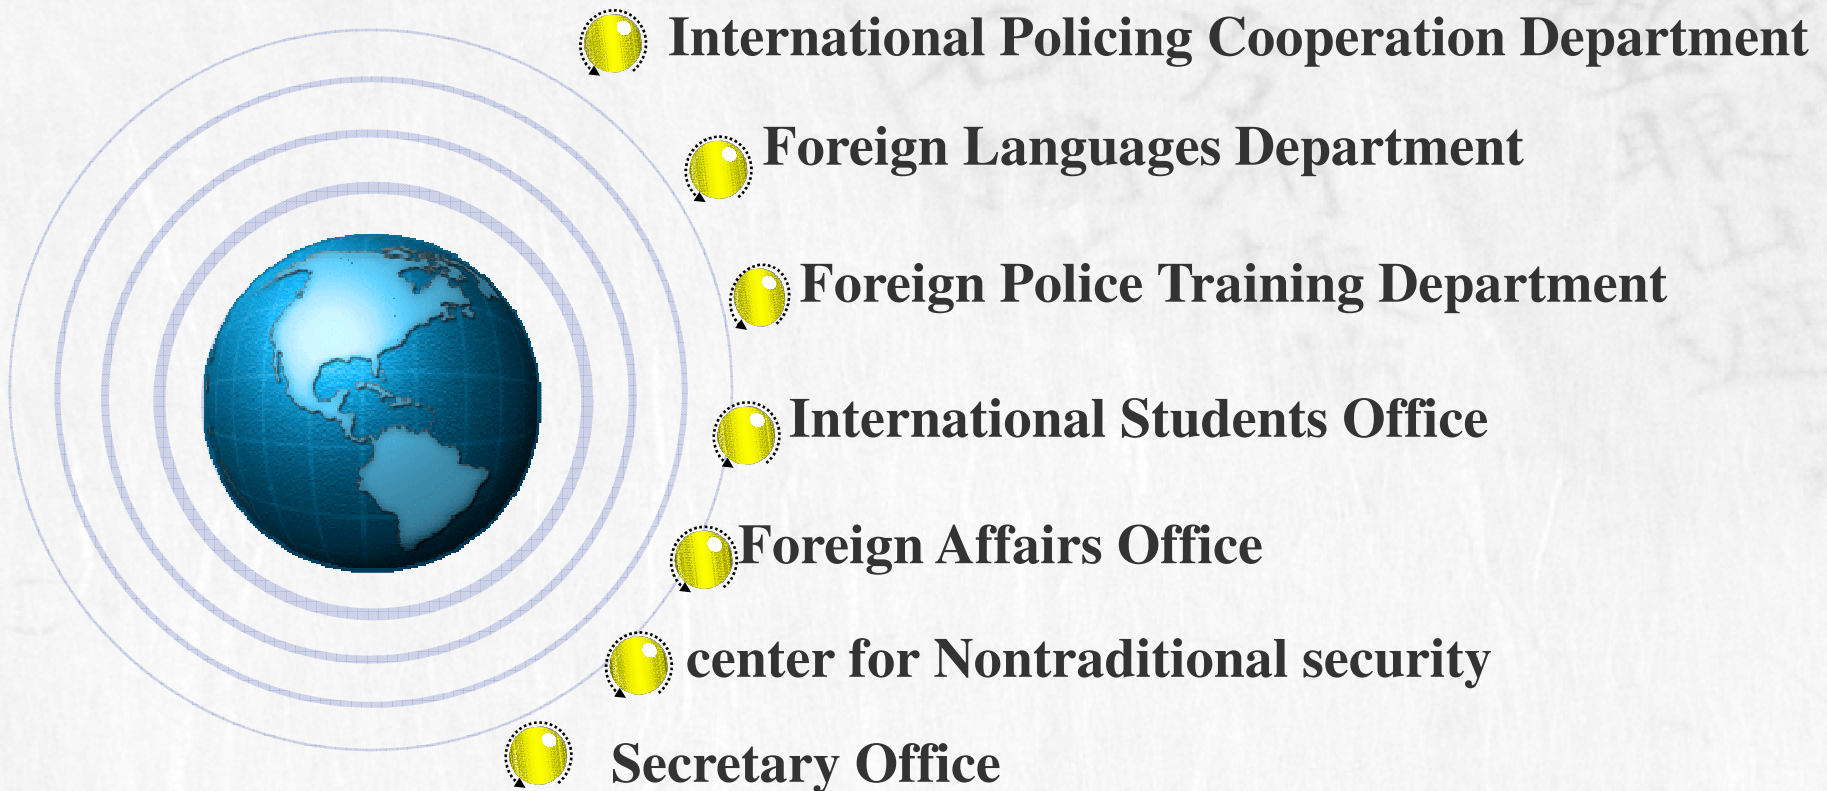 International Policing Cooperation Department
Foreign Languages Department
Foreign Police Training Department
International Students Office
Foreign Affairs Office
center for Nontraditional security
Secretary Office